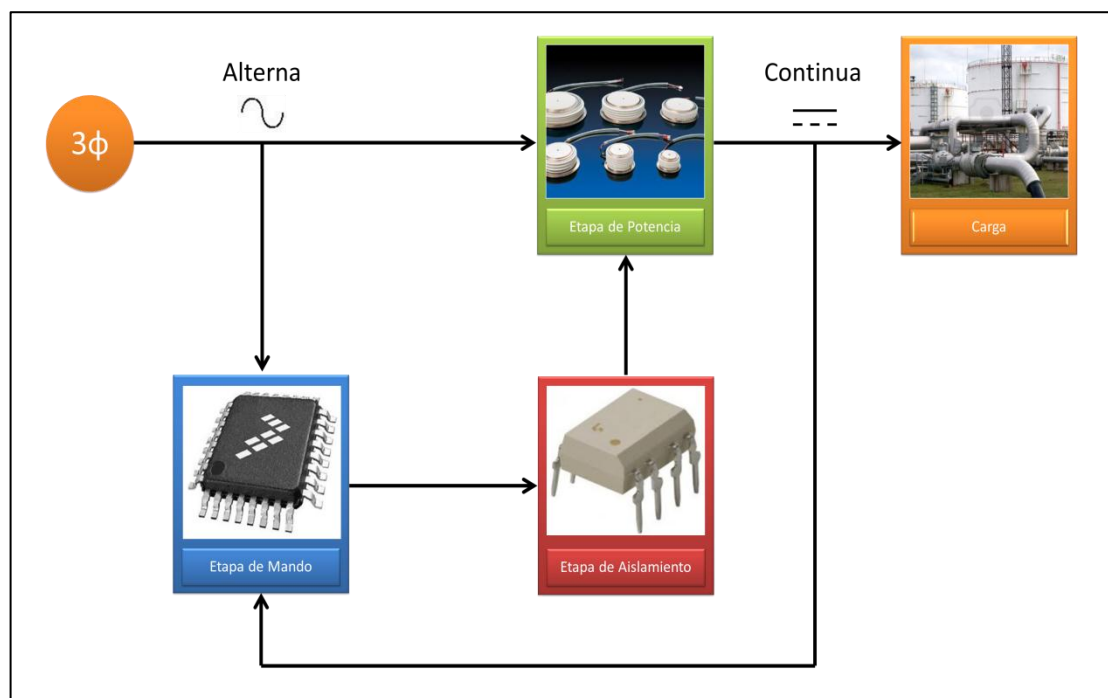 Alterna
Continua
3ϕ
Etapa de Potencia
Carga
Etapa de Mando
Etapa de Aislamiento